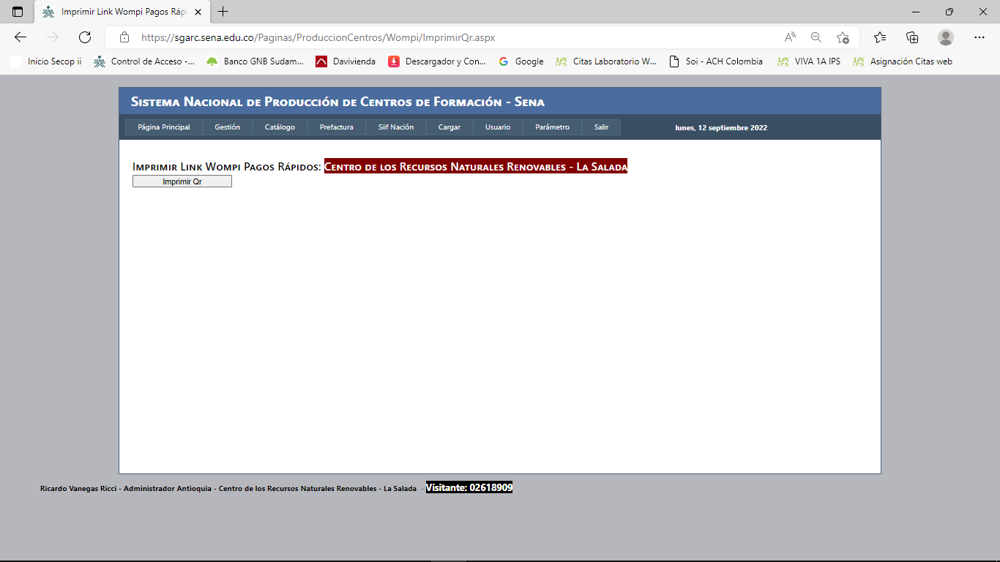 Imprimir Link Wompi Pagos Rápi
https://sgarc.sena.edu.co/Paginas/ProduccionCentros/Wompi/ImprimirQr.aspx
Inicio Secop ii Control de Acceso -... Banco GNB Sudam... Davivienda Descargador y Con... Google Citas Laboratorio W... Soi - ACH Colombia VIVA 1A IPS Asignación Citas web
Sistema Nacional de Producción de Centros de Formación - Sena
Página Principal Gestión Catálogo Prefactura Siif Nación Cargar Usuario Parámetro Salir lunes, 12 septiembre 2022
Imprimir Link Wompi Pagos Rápidos: Centro de los Recursos Naturales Renovables - La Salada
Imprimir Qr
Ricardo Vanegas Ricci - Administrador Antioquia - Centro de los Recursos Naturales Renovables - La Salada - Visitante: 02618909